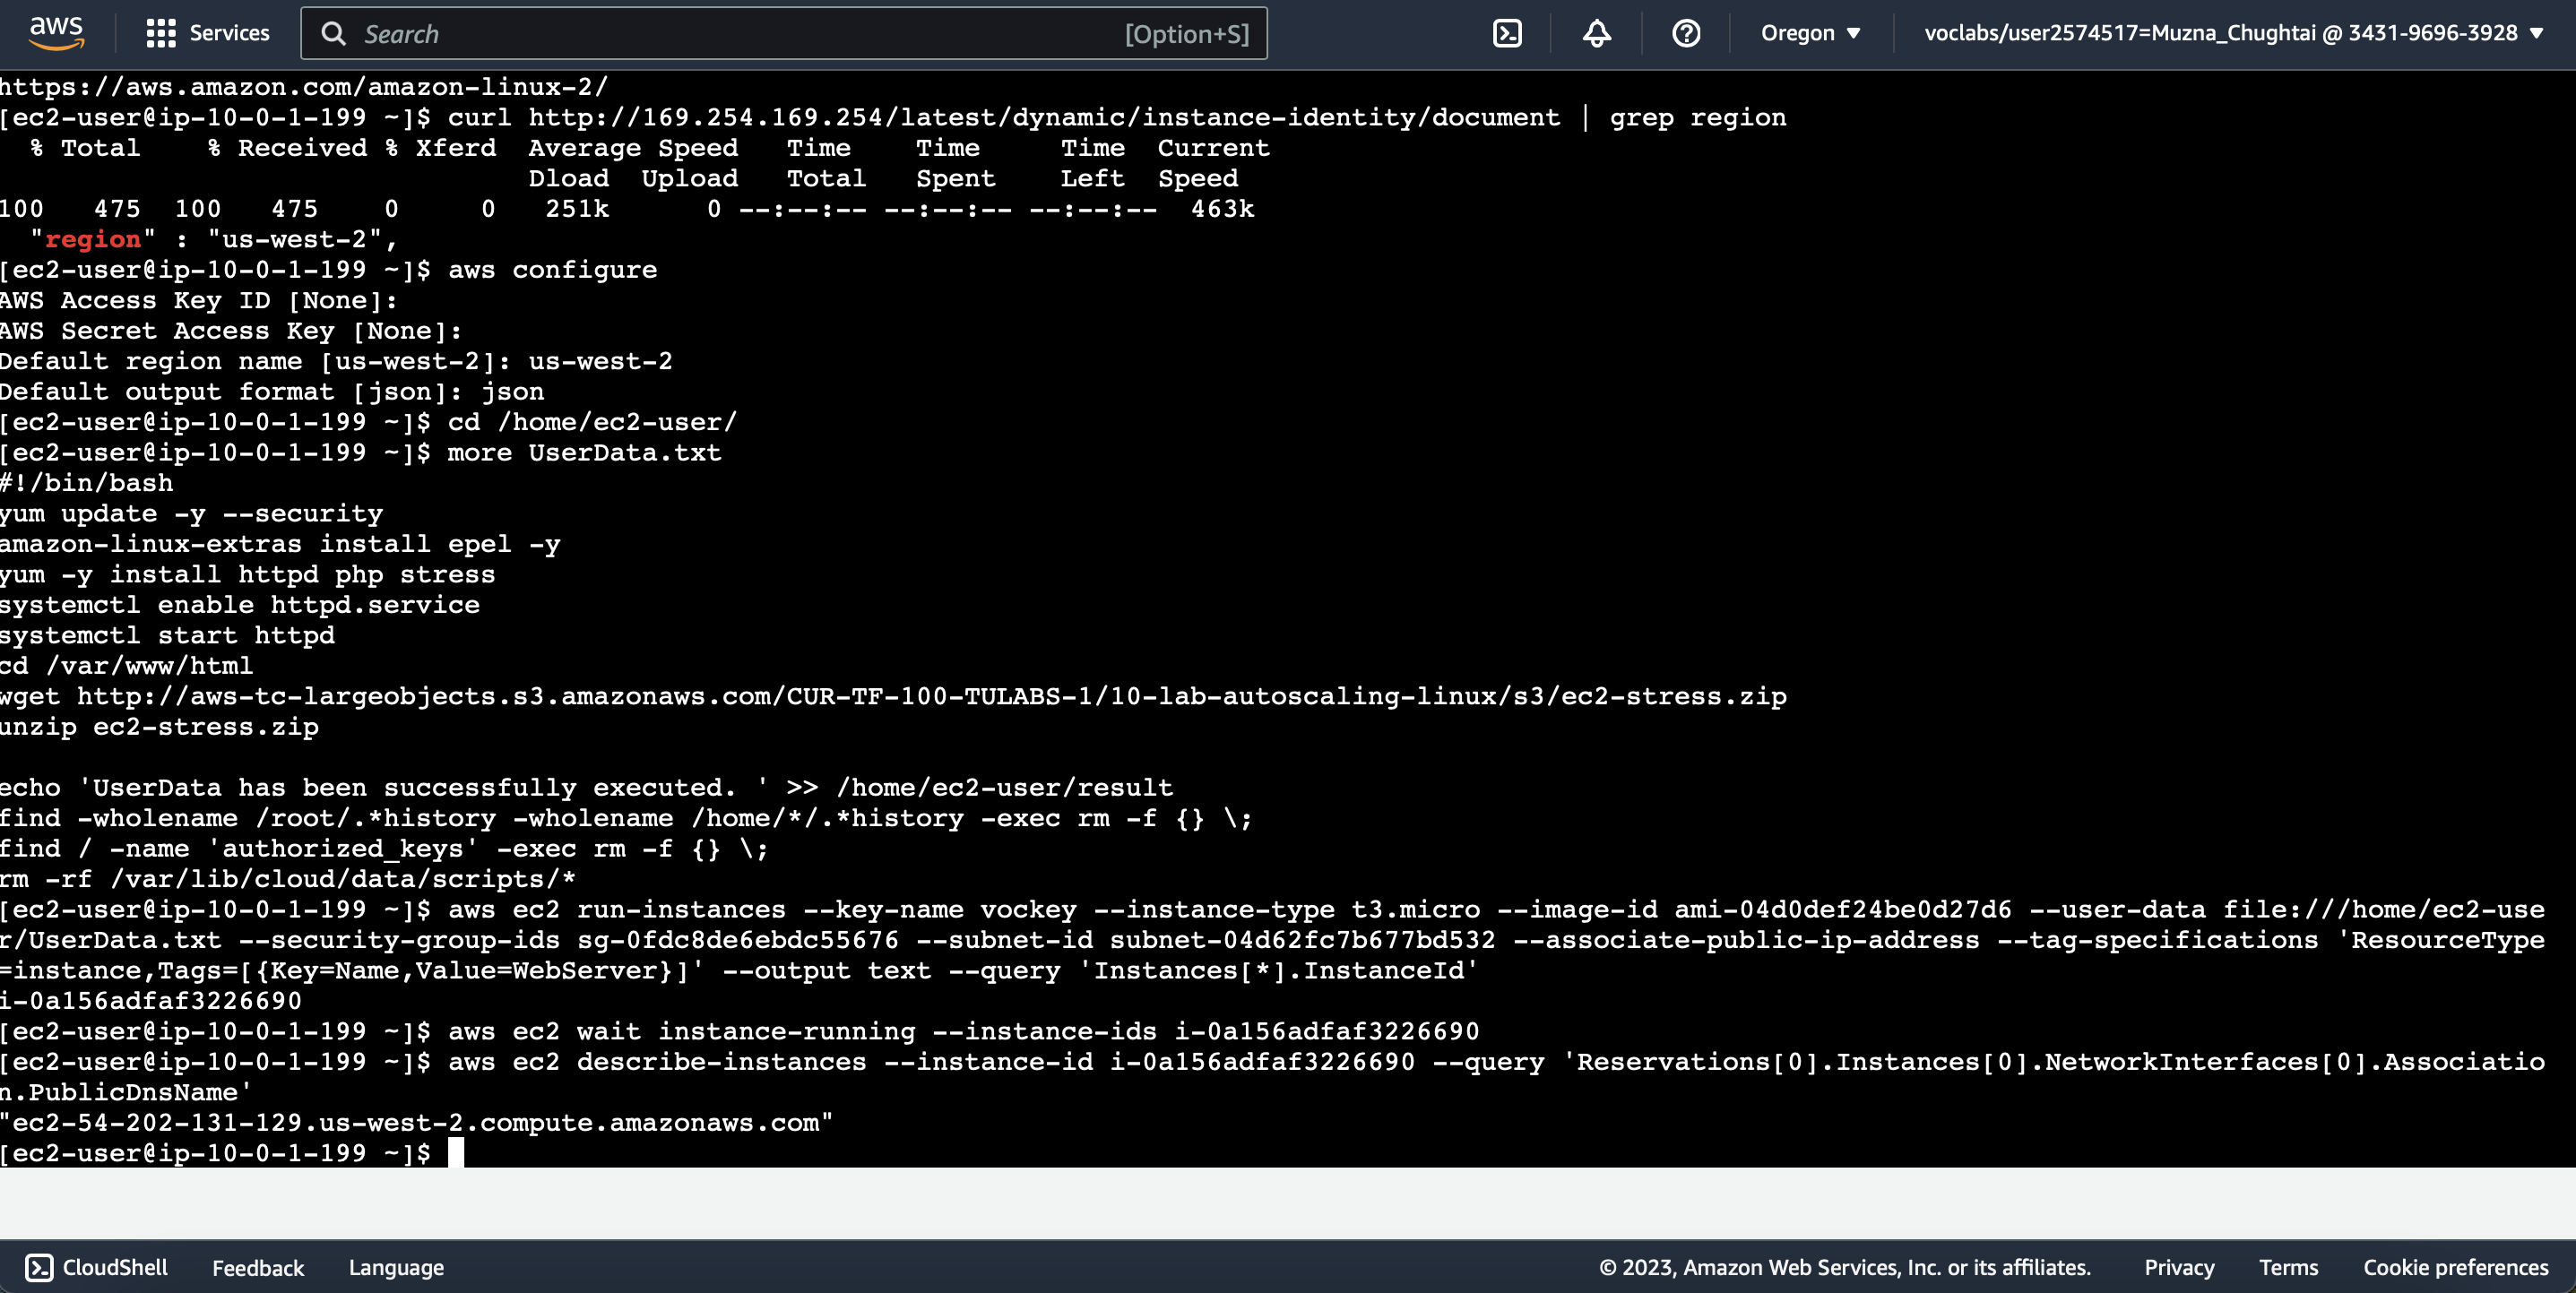 aws Services Search [Option+S] Oregon voclabs/user2574517=Muzna_Chughtai @ 3431-9696-3928
https://aws.amazon.com/amazon-linux-2/
[ec2-user@ip-10-0-1-199 ~]$ curl http://169.254.169.254/latest/dynamic/instance-identity/document | grep region
% Total % Received % Xferd Average Speed Time Time Time Current
Dload Upload Total Spent Left Speed
100 475 100 475 0 0 251k 0 --:--:-- --:--:-- --:--:-- 463k
"region" : "us-west-2",
[ec2-user@ip-10-0-1-199 ~]$ aws configure
AWS Access Key ID [None]:
AWS Secret Access Key [None]:
Default region name [us-west-2]: us-west-2
Default output format [json]: json
[ec2-user@ip-10-0-1-199 ~]$ cd /home/ec2-user/
[ec2-user@ip-10-0-1-199 ~]$ more UserData.txt
#!/bin/bash
yum update -y --security
amazon-linux-extras install epel -y
yum -y install httpd php stress
systemctl enable httpd.service
systemctl start httpd
cd /var/www/html
wget http://aws-tc-largeobjects.s3.amazonaws.com/CUR-TF-100-TULABS-1/10-lab-autoscaling-linux/s3/ec2-stress.zip
unzip ec2-stress.zip
echo 'UserData has been successfully executed. ' >> /home/ec2-user/result
find -wholename /root/.*history -wholename /home/*/.*history -exec rm -f {} \;
find / -name 'authorized_keys' -exec rm -f {} \;
rm -rf /var/lib/cloud/data/scripts/*
[ec2-user@ip-10-0-1-199 ~]$ aws ec2 run-instances --key-name vockey --instance-type t3.micro --image-id ami-04d0def24be0d27d6 --user-data file:///home/ec2-use
r/UserData.txt --security-group-ids sg-0fdc8de6ebdc55676 --subnet-id subnet-04d62fc7b677bd532 --associate-public-ip-address --tag-specifications 'ResourceType
=instance,Tags=[{Key=Name,Value=WebServer}]' --output text --query 'Instances[*].InstanceId'
i-0a156adfaf3226690
[ec2-user@ip-10-0-1-199 ~]$ aws ec2 wait instance-running --instance-ids i-0a156adfaf3226690
[ec2-user@ip-10-0-1-199 ~]$ aws ec2 describe-instances --instance-id i-0a156adfaf3226690 --query 'Reservations[0].Instances[0].NetworkInterfaces[0].Associatio
n.PublicDnsName'
"ec2-54-202-131-129.us-west-2.compute.amazonaws.com"
[ec2-user@ip-10-0-1-199 ~]$
CloudShell Feedback Language © 2023, Amazon Web Services, Inc. or its affiliates. Privacy Terms Cookie preferences